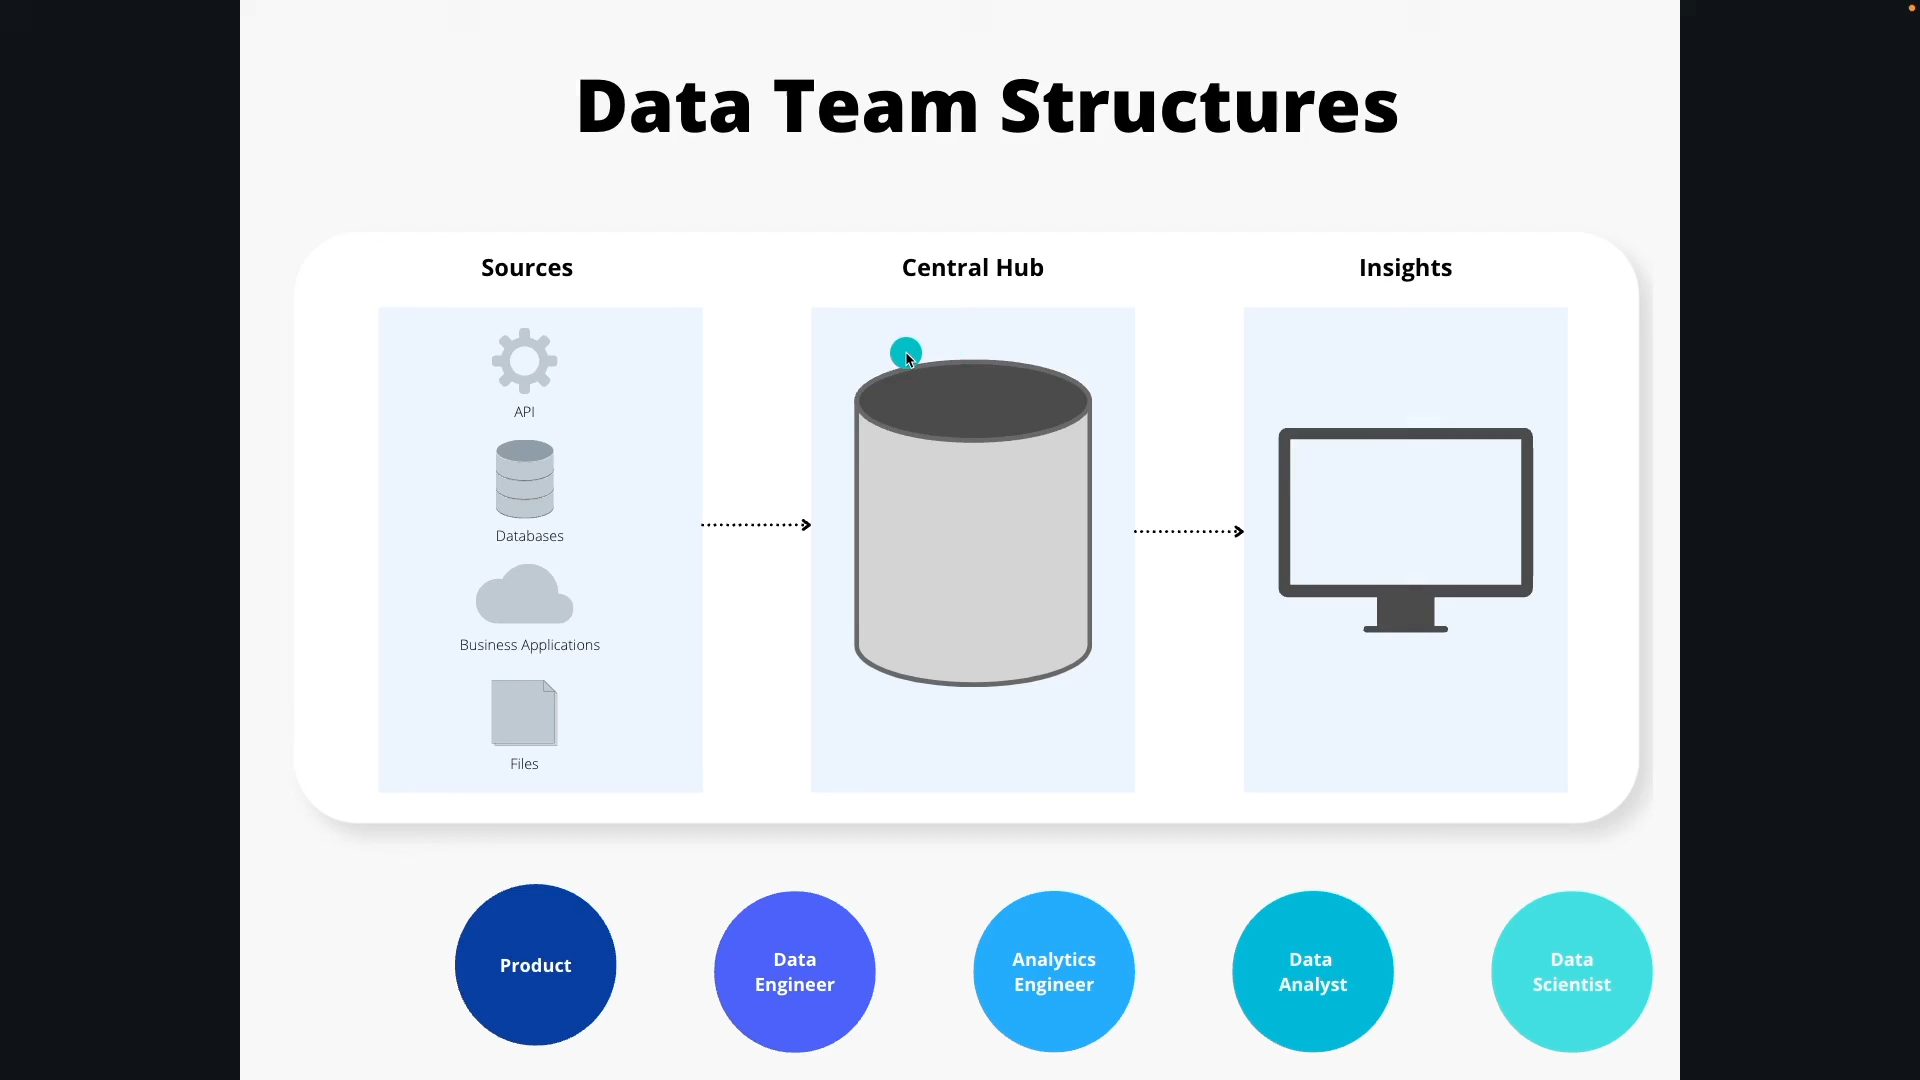 Data Team Structures
Sources
Central Hub
Insights
API
Databases
Business Applications
Files
Product
Data
Engineer
Analytics
Engineer
Data
Analyst
Data
Scientist